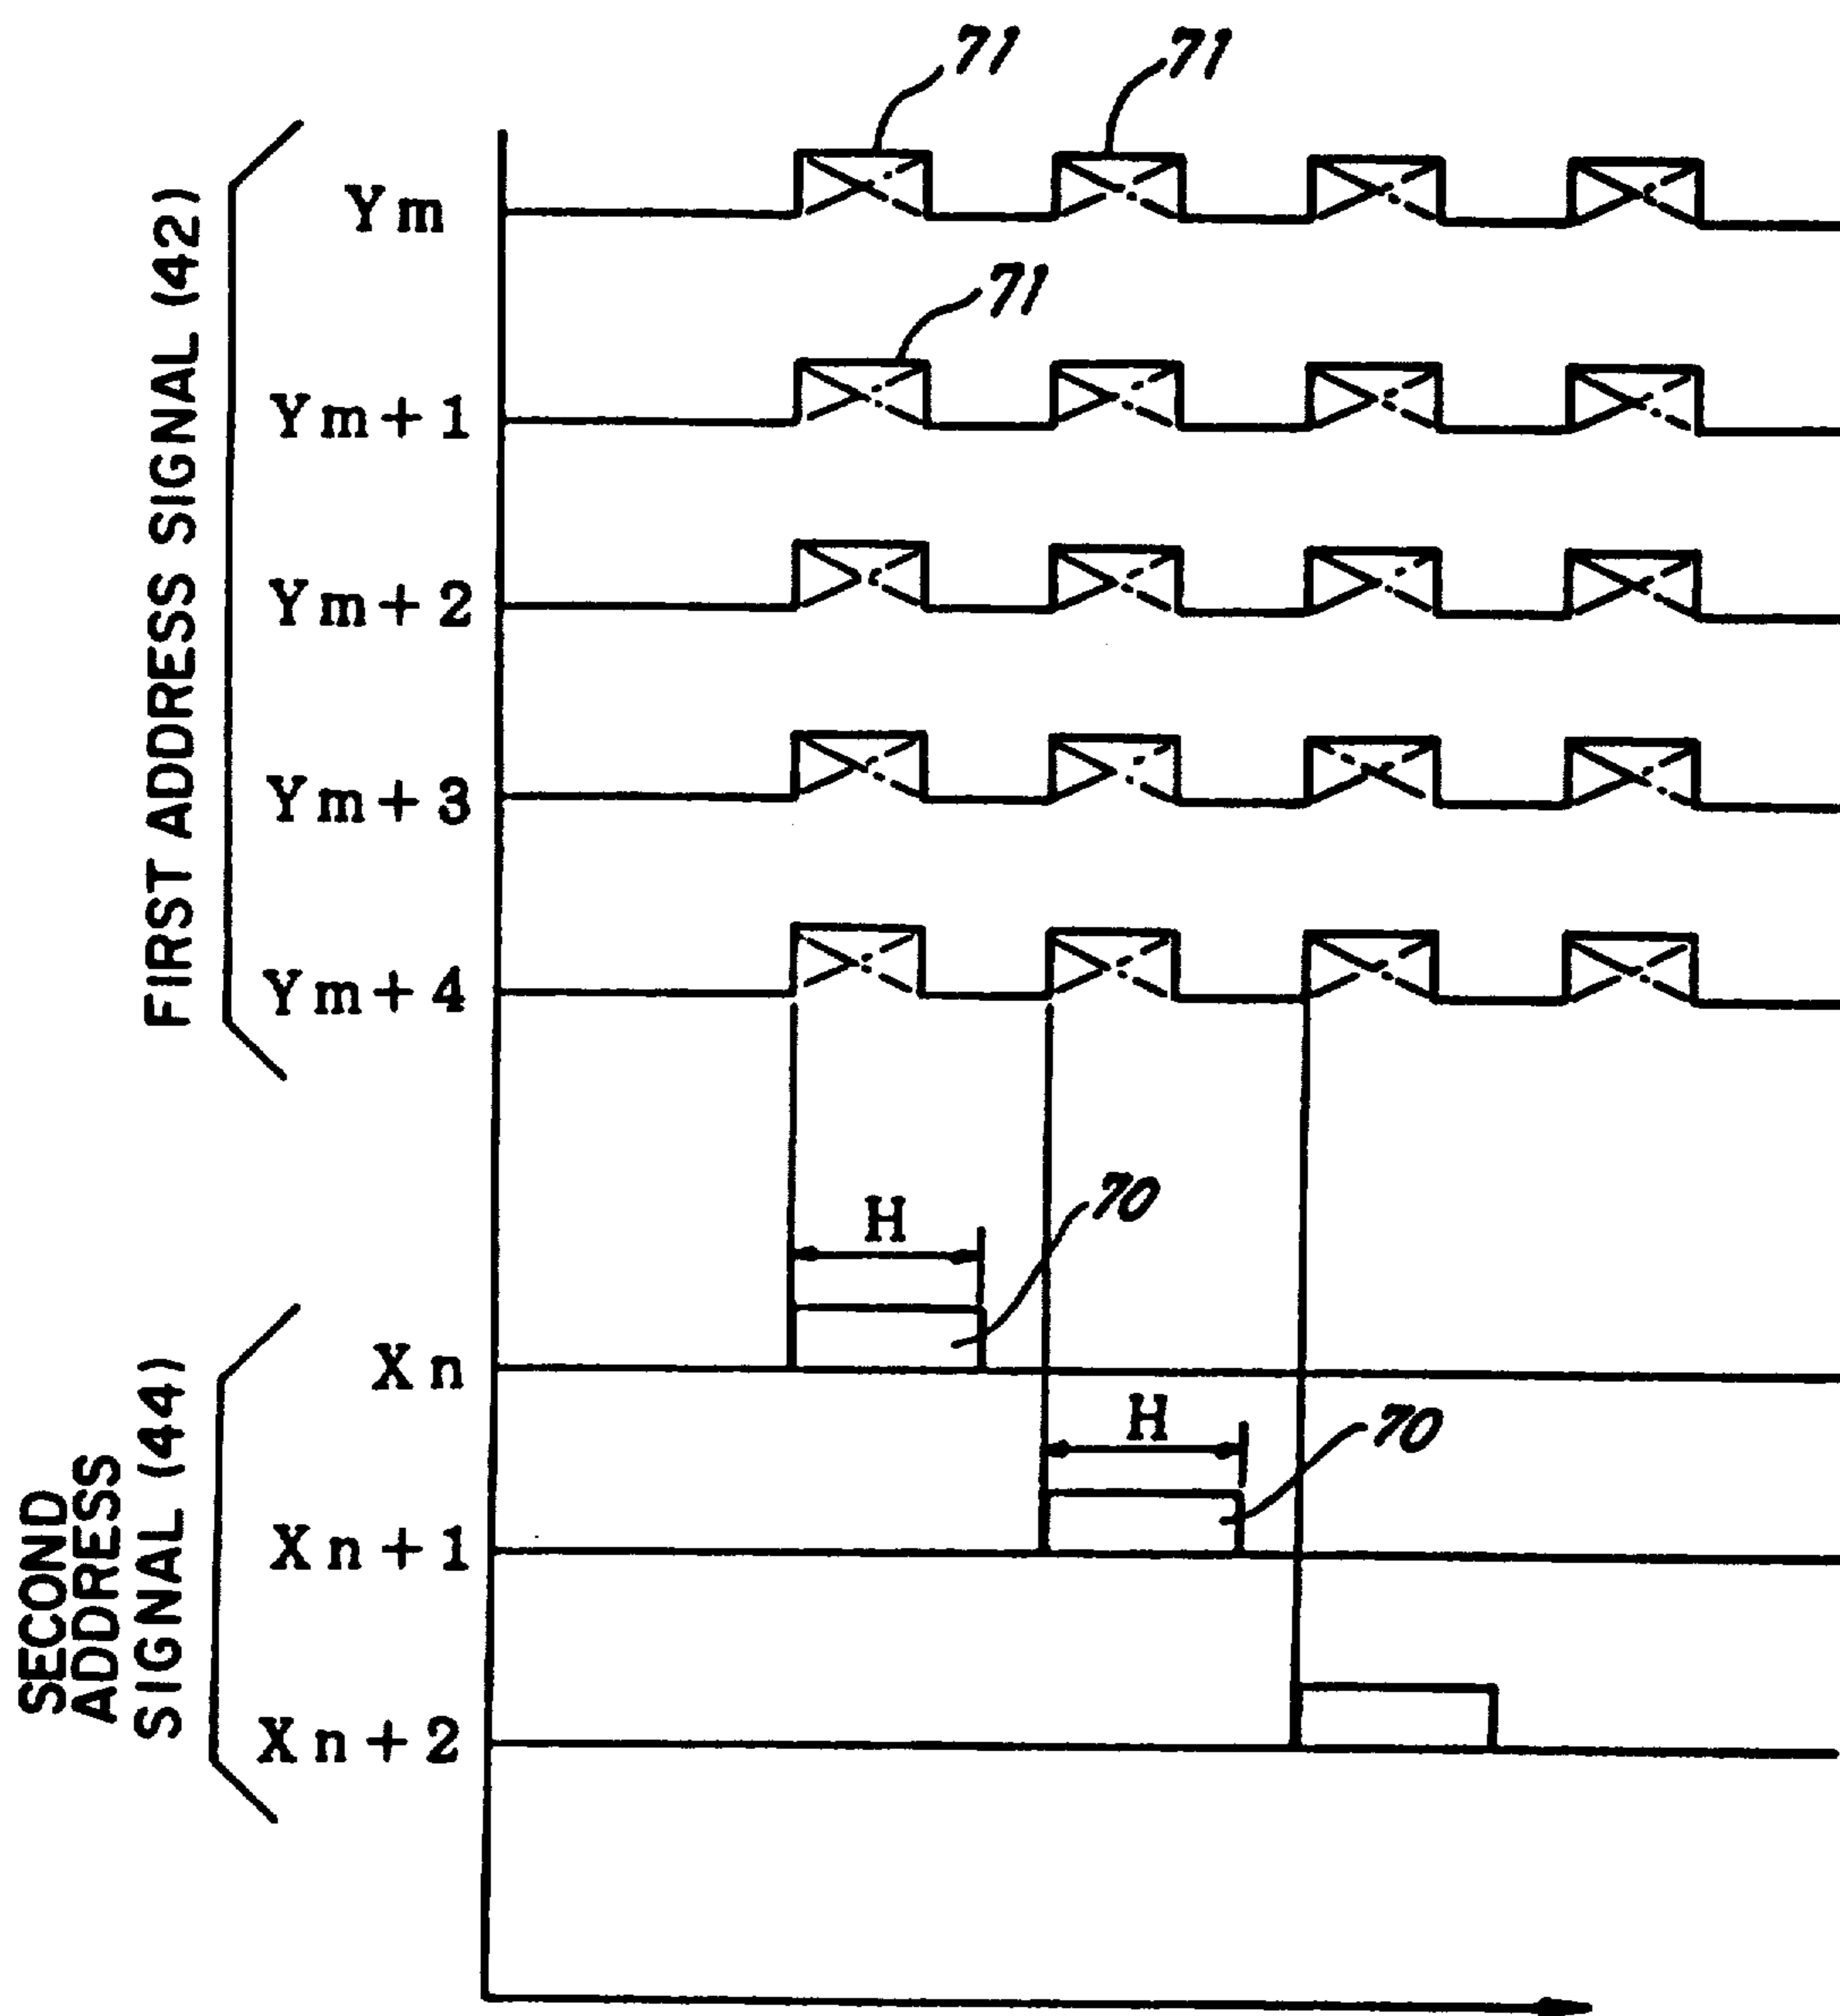 71
71
FIRST ADDRESS SIGNAL (42)
Ym
71
Ym+1
Ym+2
Ym+3
Ym+4
H
70
SECOND
ADDRESS
SIGNAL (44)
Xn
H
70
Xn+1
Xn+2